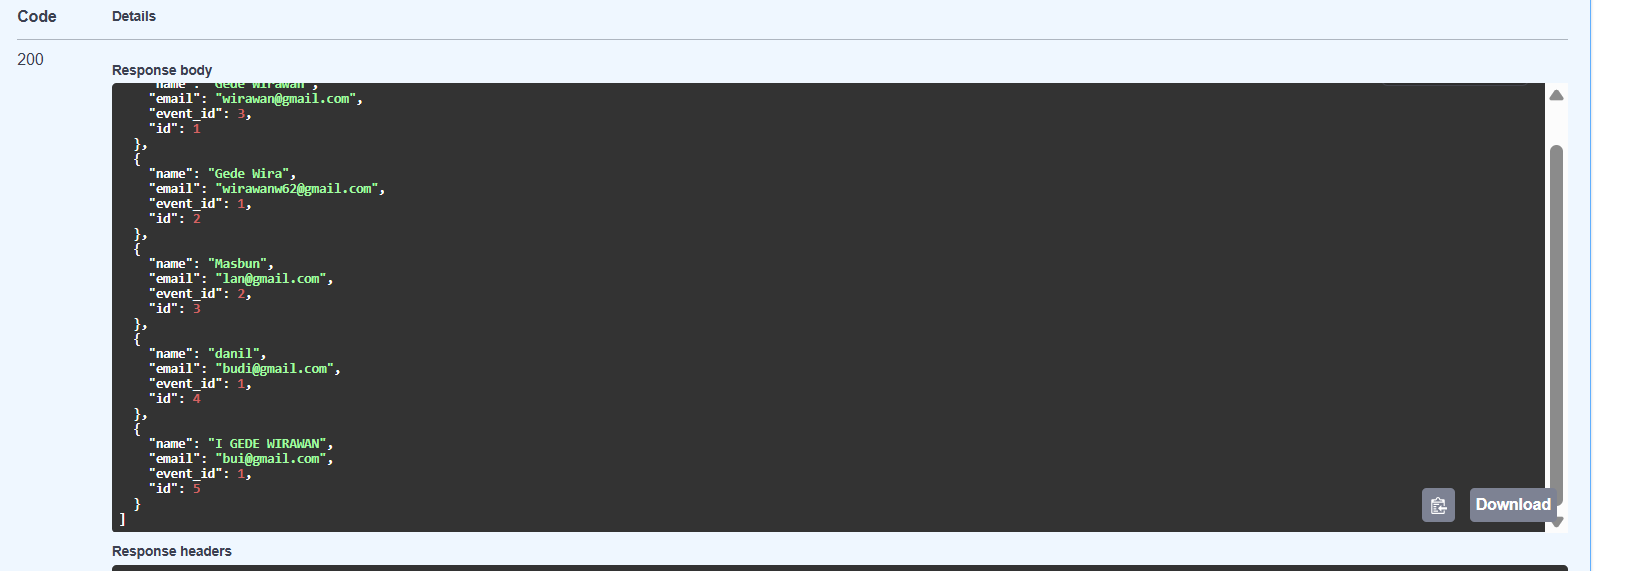 Code Details
200
Response body
"name": "Gede Wirawan",
"email": "wirawan@gmail.com",
"event_id": 3,
"id": 1
},
{
"name": "Gede Wira",
"email": "wirawanw62@gmail.com",
"event_id": 1,
"id": 2
},
{
"name": "Masbun",
"email": "lan@gmail.com",
"event_id": 2,
"id": 3
},
{
"name": "danil",
"email": "budi@gmail.com",
"event_id": 1,
"id": 4
},
{
"name": "I GEDE WIRAWAN",
"email": "bui@gmail.com",
"event_id": 1,
"id": 5
}
]
Download
Response headers